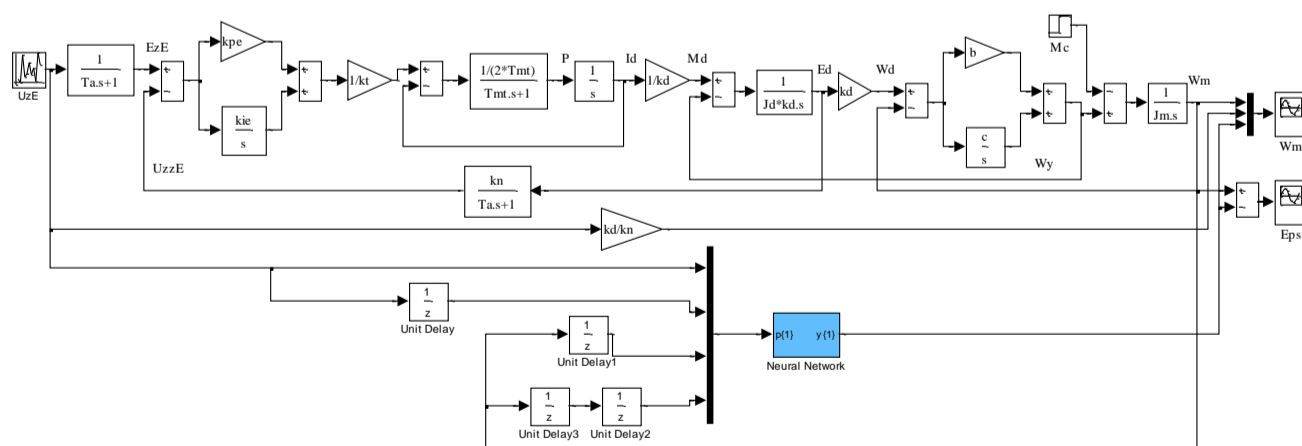 UzE
1
Ta.s+1
EzE
kpe
kie
s
1/kt
1/(2*Tmt)
Tmt.s+1
P
1
s
Id
1/kd
Md
1
Jd*kd.s
Ed
kd
Wd
b
c
s
Wy
Mc
1
Jm.s
Wm
Wm
UzzE
kn
Ta.s+1
Eps
kd/kn
1
z
Unit Delay
1
z
Unit Delay1
p{1}
y{1}
Neural Network
1
z
Unit Delay3
1
z
Unit Delay2